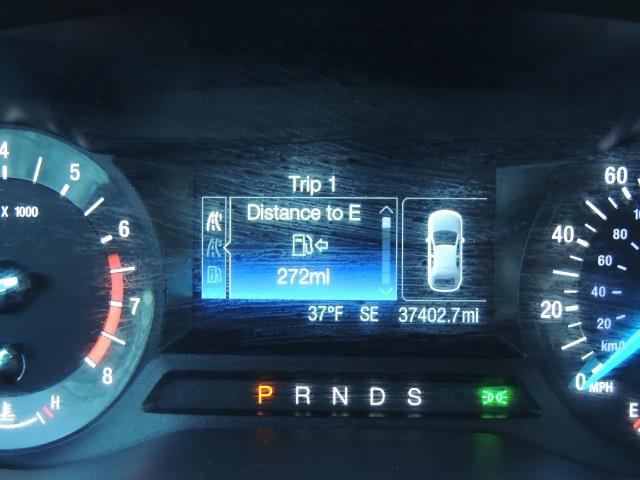 Trip 1
Distance to E
272mi
37°F SE 37402.7mi
P R N D S
4
5
6
7
8
X 1000
H
60
40
20
0
MPH
80
60
40
20
km/
E